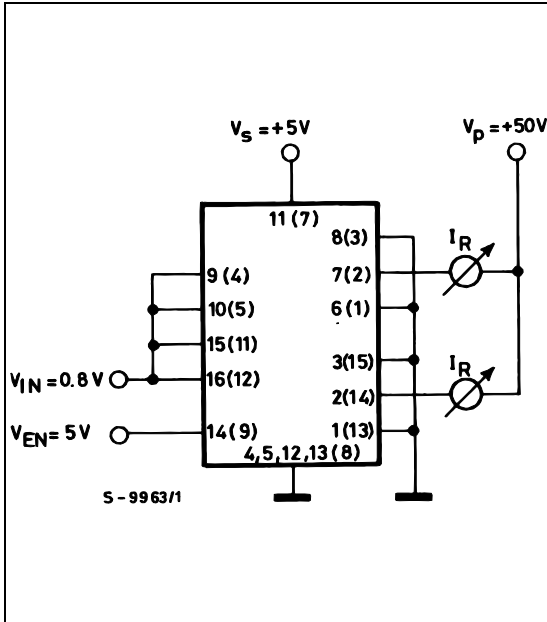 V_S = +5V
V_p = +50V
11(7)
8(3)
I_R
9(4)
7(2)
10(5)
6(1)
15(11)
3(15)
I_R
V_IN = 0.8V
16(12)
2(14)
V_EN = 5V
14(9)
1(13)
4,5,12,13(8)
S-9963/1